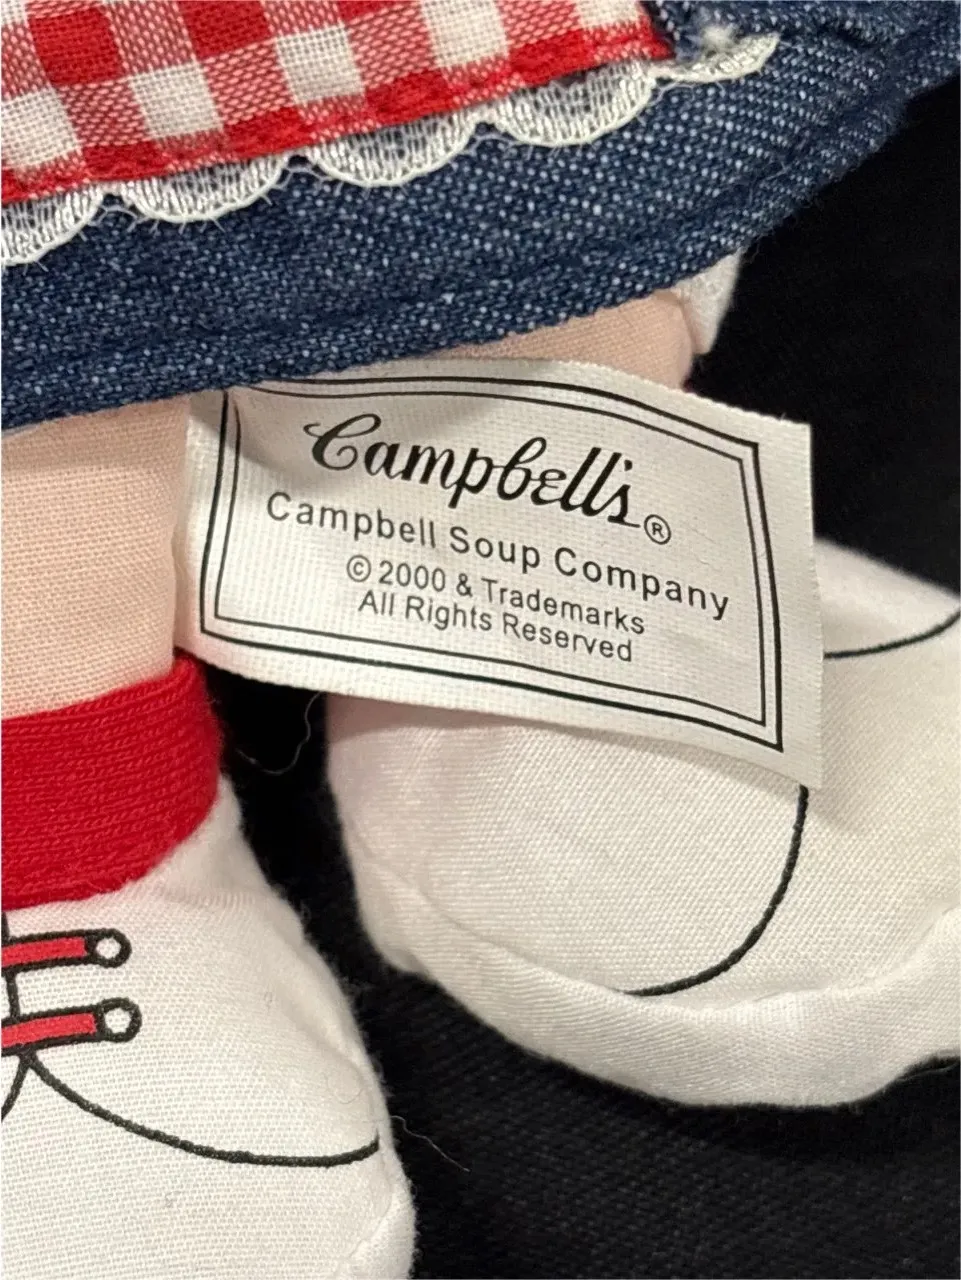 Campbell's®
Campbell Soup Company
© 2000 & Trademarks
All Rights Reserved